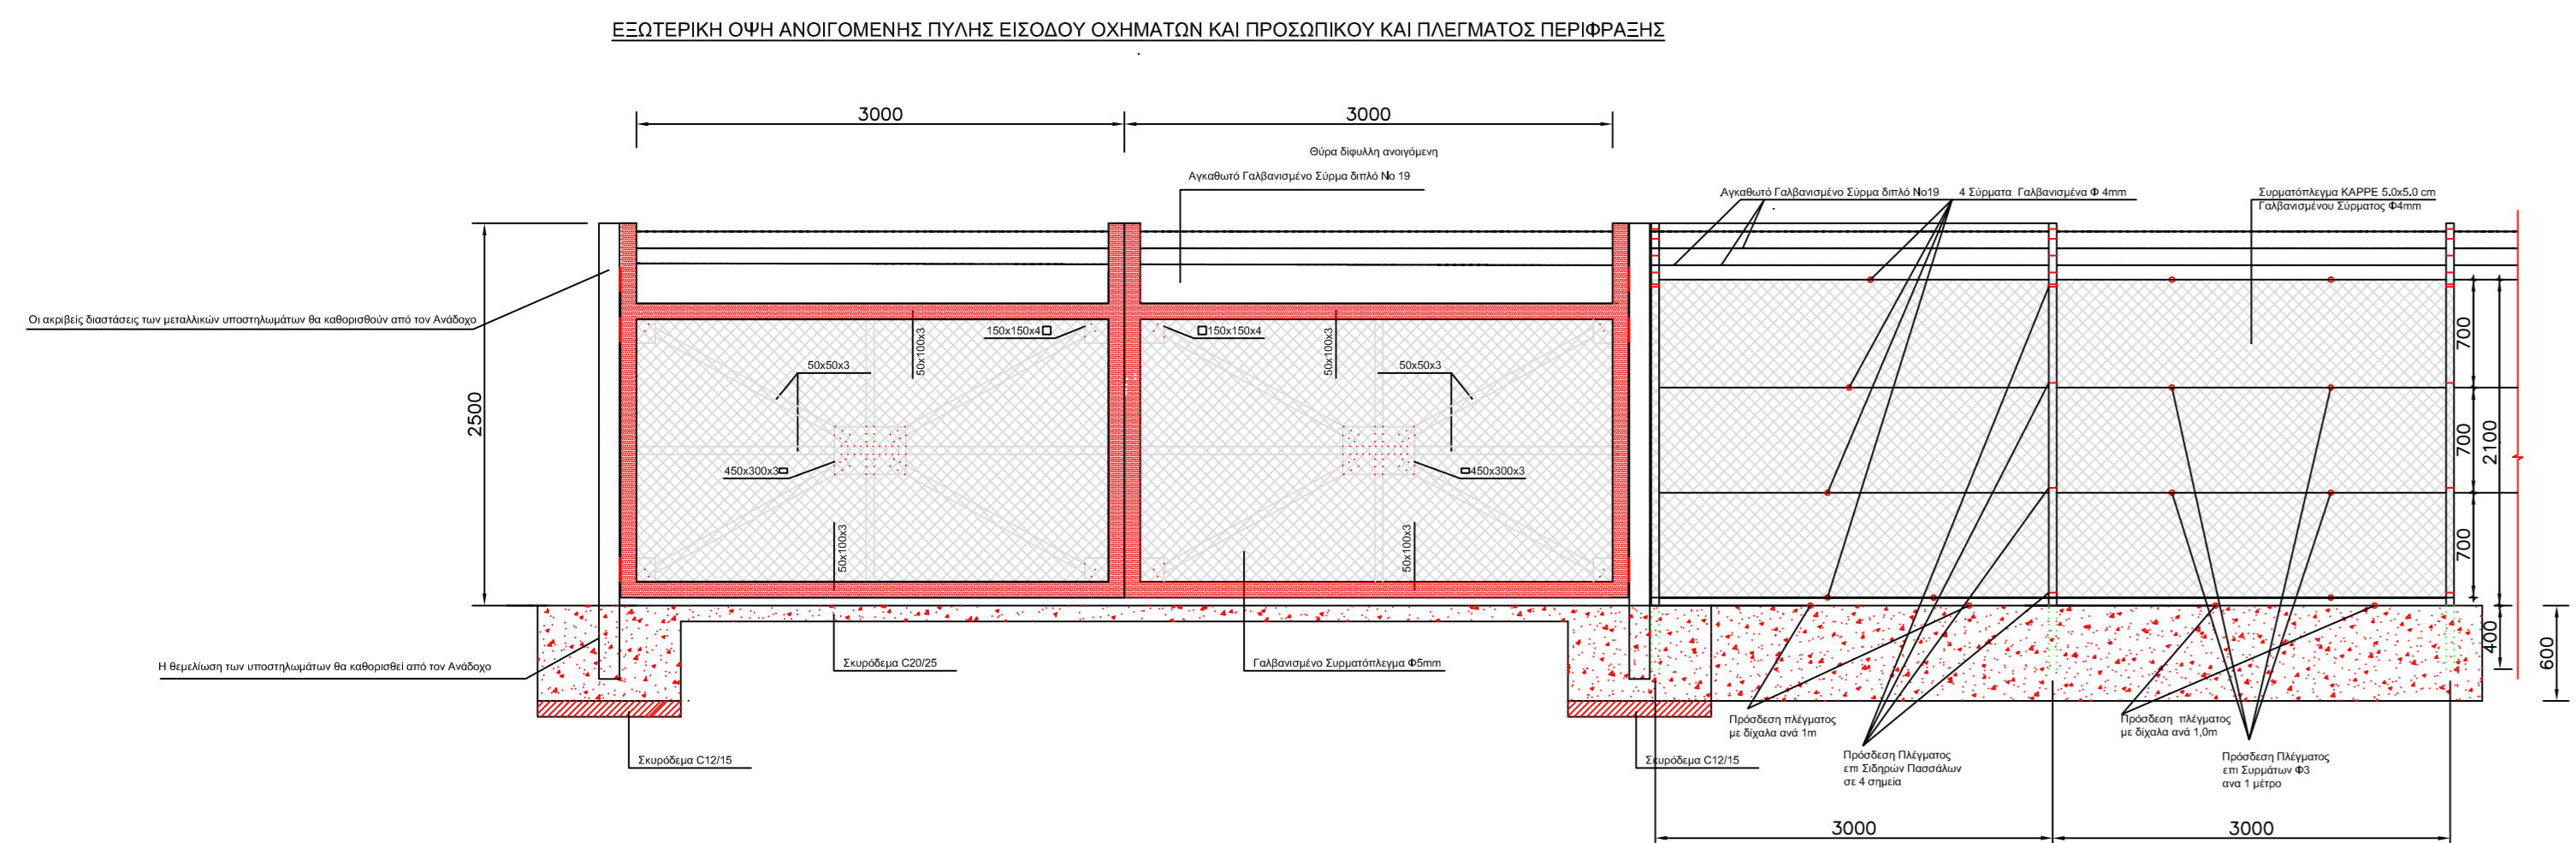 ΕΞΩΤΕΡΙΚΗ ΟΨΗ ΑΝΟΙΓΟΜΕΝΗΣ ΠΥΛΗΣ ΕΙΣΟΔΟΥ ΟΧΗΜΑΤΩΝ ΚΑΙ ΠΡΟΣΩΠΙΚΟΥ ΚΑΙ ΠΛΕΓΜΑΤΟΣ ΠΕΡΙΦΡΑΞΗΣ
3000
3000
Θύρα δίφυλλη ανοιγόμενη
Αγκαθωτό Γαλβανισμένο Σύρμα διπλό Νο 19
Αγκαθωτό Γαλβανισμένο Σύρμα διπλό Νο19
4 Σύρματα Γαλβανισμένα Φ 4mm
Συρματόπλεγμα ΚΑΡΡΕ 5.0x5.0 cm
Γαλβανισμένου Σύρματος Φ4mm
Οι ακριβείς διαστάσεις των μεταλλικών υποστηλωμάτων θα καθορισθούν από τον Ανάδοχο
2500
150x150x4
150x150x4
50x100x3
50x100x3
50x50x3
50x50x3
450x300x3
450x300x3
50x100x3
50x100x3
700
700
700
2100
400
600
Η θεμελίωση των υποστηλωμάτων θα καθορισθεί από τον Ανάδοχο
Σκυρόδεμα C20/25
Γαλβανισμένο Συρματόπλεγμα Φ5mm
Σκυρόδεμα C12/15
Σκυρόδεμα C12/15
Πρόσδεση πλέγματος
με δίχαλα ανά 1m
Πρόσδεση Πλέγματος
επι Σιδηρών Πασσάλων
σε 4 σημεία
Πρόσδεση πλέγματος
με δίχαλα ανά 1,0m
Πρόσδεση Πλέγματος
επι Συρμάτων Φ3
ανα 1 μέτρο
3000
3000